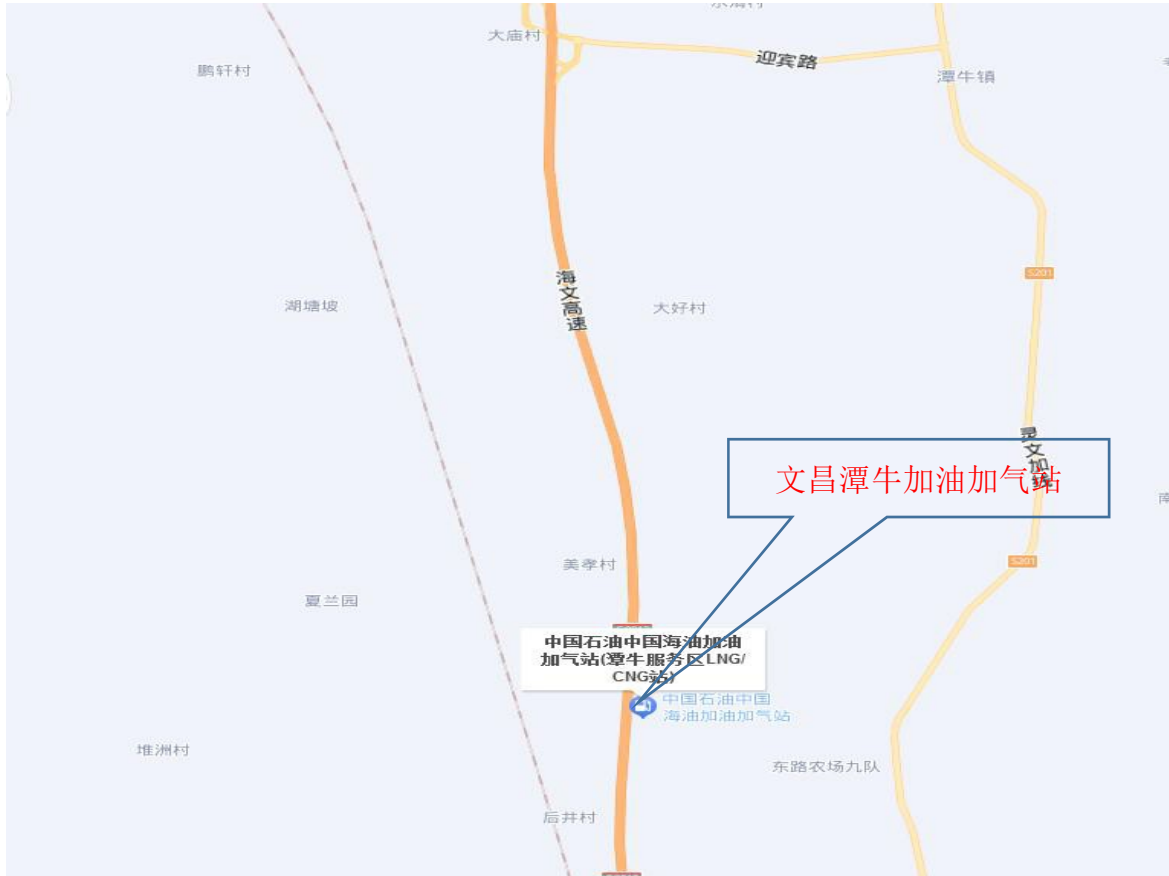 大庙村
迎宾路
鹏轩村
潭牛镇
S201
海文高速
湖塘坡
大好村
灵文加线
文昌潭牛加油加气站
美孝村
S201
夏兰园
中国石油中国海油加油
加气站(潭牛服务区LNG/
CNG站)
中国石油中国
海油加油加气站
堆洲村
东路农场九队
后井村